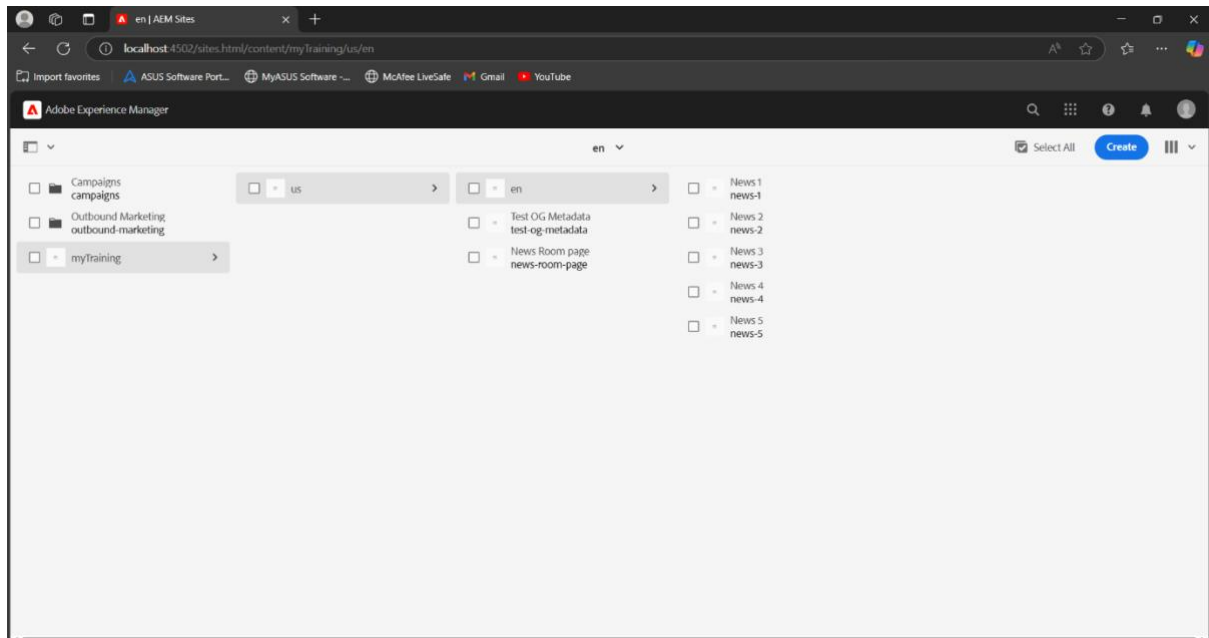 en | AEM Sites
localhost:4502/sites.html/content/myTraining/us/en
Import favorites
ASUS Software Port...
MyASUS Software -...
McAfee LiveSafe
Gmail
YouTube
Adobe Experience Manager
en
Select All
Create
Campaigns
campaigns
Outbound Marketing
outbound-marketing
myTraining
us
en
Test OG Metadata
test-og-metadata
News Room page
news-room-page
News 1
news-1
News 2
news-2
News 3
news-3
News 4
news-4
News 5
news-5